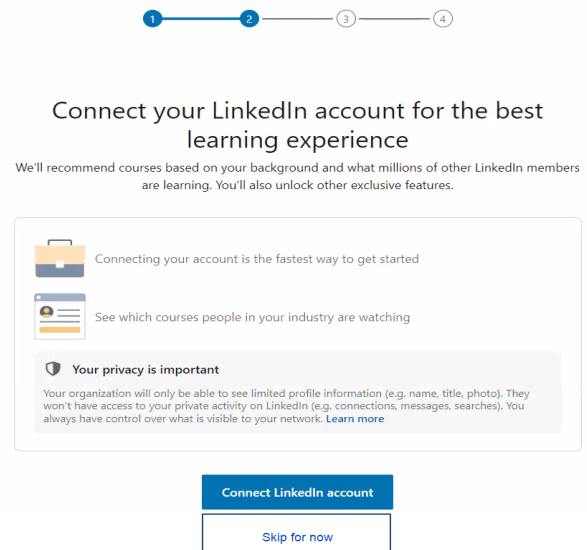 1 2 3 4
Connect your LinkedIn account for the best
learning experience
We'll recommend courses based on your background and what millions of other LinkedIn members
are learning. You'll also unlock other exclusive features.
Connecting your account is the fastest way to get started
See which courses people in your industry are watching
Your privacy is important
Your organization will only be able to see limited profile information (e.g. name, title, photo). They
won't have access to your private activity on LinkedIn (e.g. connections, messages, searches). You
always have control over what is visible to your network. Learn more
Connect LinkedIn account
Skip for now